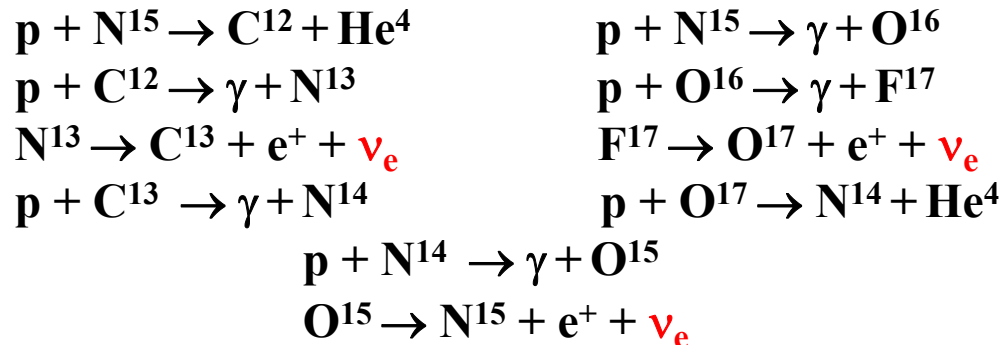 p + N¹⁵ → C¹² + He⁴
p + C¹² → γ + N¹³
N¹³ → C¹³ + e⁺ + νₑ
p + C¹³ → γ + N¹⁴
p + N¹⁵ → γ + O¹⁶
p + O¹⁶ → γ + F¹⁷
F¹⁷ → O¹⁷ + e⁺ + νₑ
p + O¹⁷ → N¹⁴ + He⁴
p + N¹⁴ → γ + O¹⁵
O¹⁵ → N¹⁵ + e⁺ + νₑ